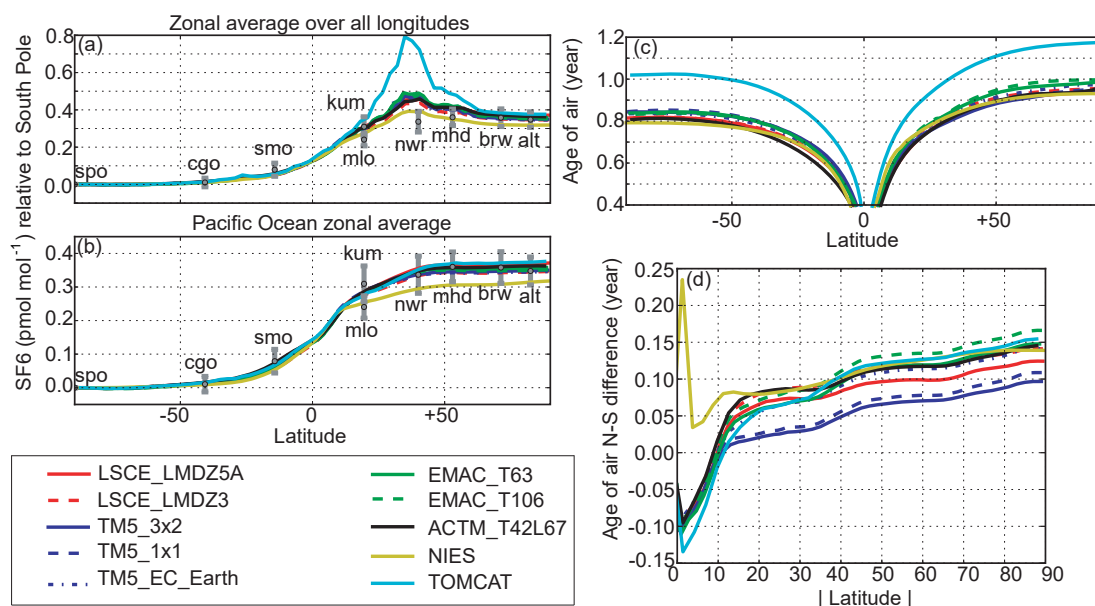 Zonal average over all longitudes
(a)
0.8
0.6
0.4
0.2
0.0
spo
cgo
smo
kum
mlo
nwr
mhd
brw alt
SF6 (pmol mol⁻¹) relative to South Pole
Pacific Ocean zonal average
(b)
0.4
0.3
0.2
0.1
0.0
spo
cgo
smo
kum
mlo
nwr
mhd
brw
alt
-50
0
+50
Latitude
LSCE_LMDZ5A
LSCE_LMDZ3
TM5_3x2
TM5_1x1
TM5_EC_Earth
EMAC_T63
EMAC_T106
ACTM_T42L67
NIES
TOMCAT
(c)
Age of air (year)
1.2
1.0
0.8
0.6
0.4
-50
0
+50
Latitude
(d)
Age of air N-S difference (year)
0.25
0.20
0.15
0.10
0.05
0.00
-0.05
-0.10
-0.15
0
10
20
30
40
50
60
70
80
90
| Latitude |